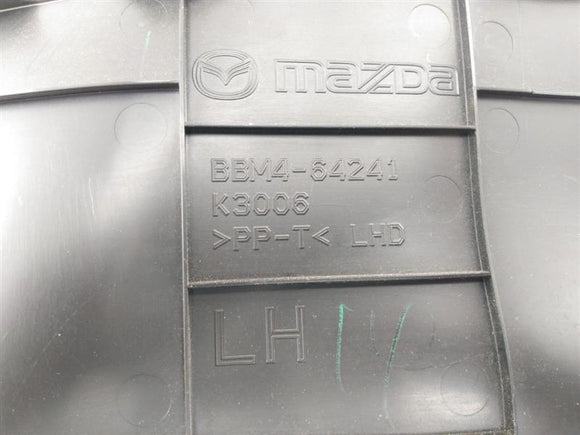 mazda
BBM4-64241
K3006
>PP-T< LHD
LH